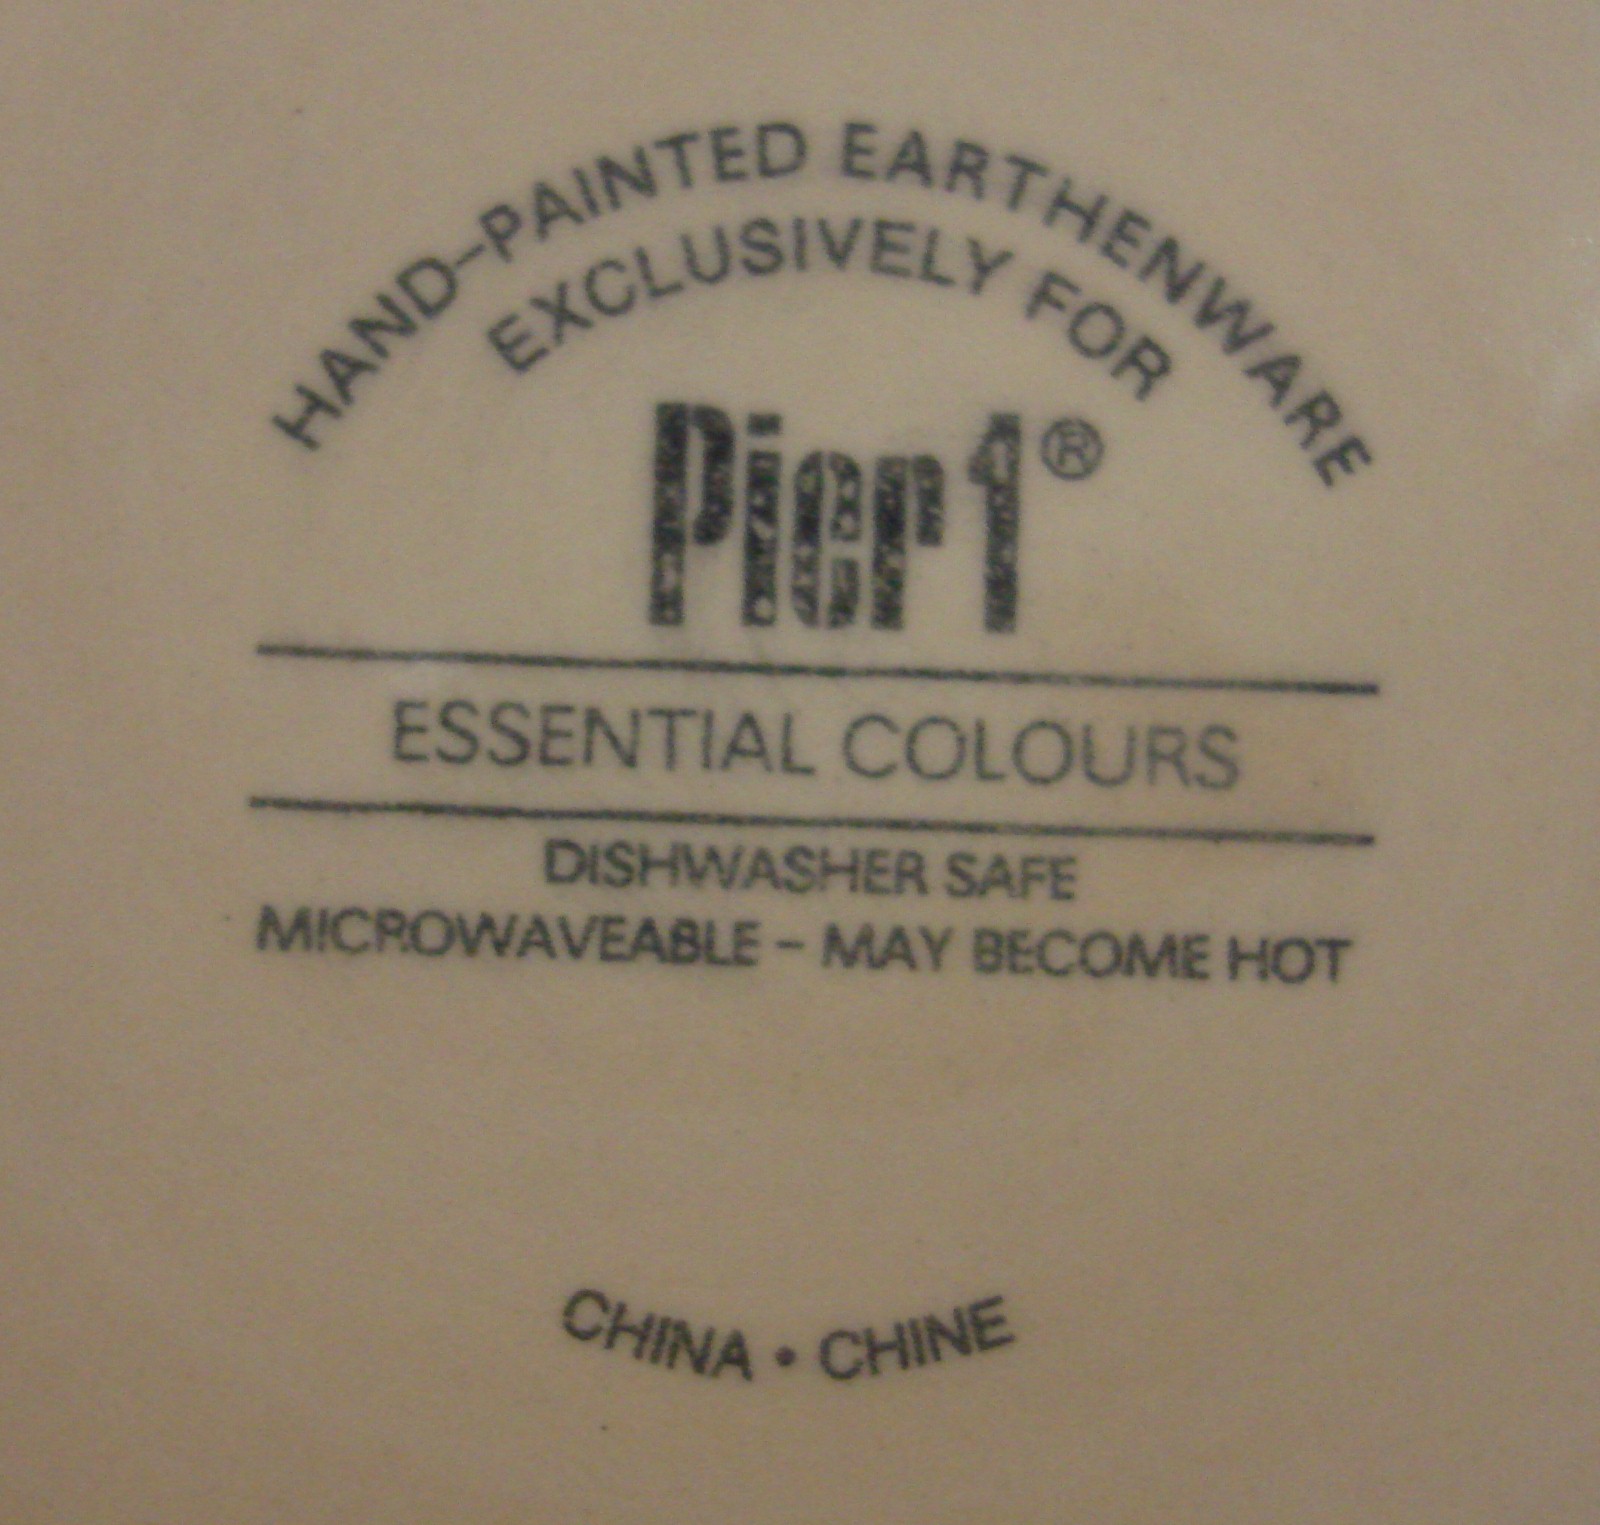 HAND-PAINTED EARTHENWARE
EXCLUSIVELY FOR
Pier 1®
ESSENTIAL COLOURS
DISHWASHER SAFE
MICROWAVEABLE - MAY BECOME HOT
CHINA • CHINE